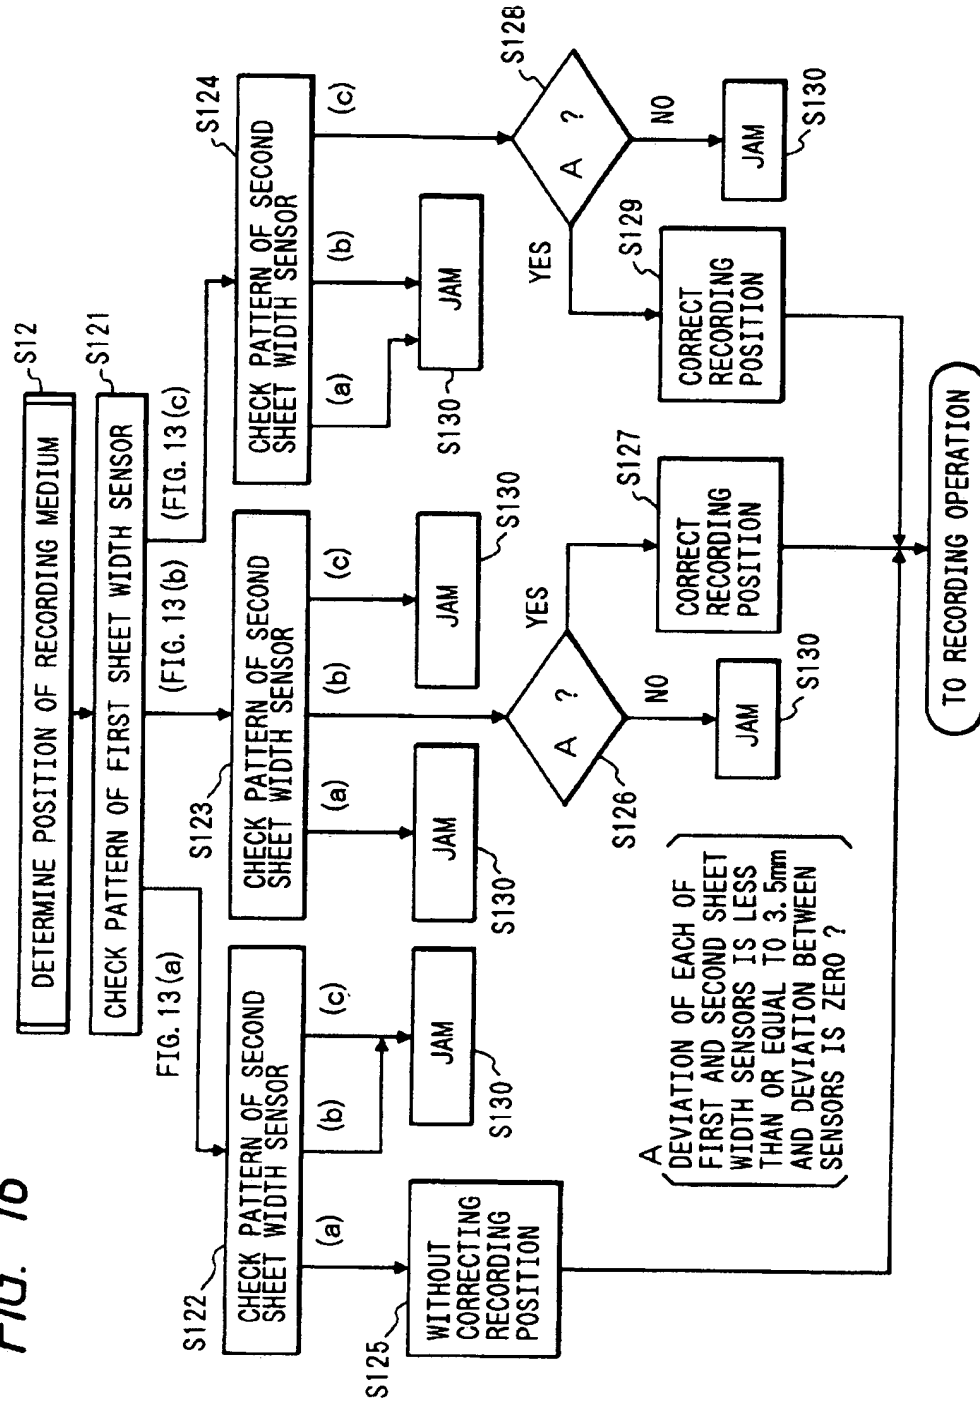 FIG. 16
DETERMINE POSITION OF RECORDING MEDIUM
S12
CHECK PATTERN OF FIRST SHEET WIDTH SENSOR
S121
FIG. 13(a)
(FIG. 13(b)
(FIG. 13(c)
S122
CHECK PATTERN OF SECOND
SHEET WIDTH SENSOR
S123
CHECK PATTERN OF SECOND
SHEET WIDTH SENSOR
CHECK PATTERN OF SECOND
SHEET WIDTH SENSOR
S124
(a)
(b)
(c)
(a)
(b)
(c)
(a)
(b)
(c)
S125
WITHOUT
CORRECTING
RECORDING
POSITION
JAM
S130
JAM
S130
JAM
S130
JAM
S130
A ?
S126
YES
NO
A ?
S128
YES
NO
CORRECT
RECORDING
POSITION
S127
JAM
S130
CORRECT
RECORDING
POSITION
S129
JAM
S130
A
DEVIATION OF EACH OF
FIRST AND SECOND SHEET
WIDTH SENSORS IS LESS
THAN OR EQUAL TO 3.5mm
AND DEVIATION BETWEEN
SENSORS IS ZERO ?
TO RECORDING OPERATION